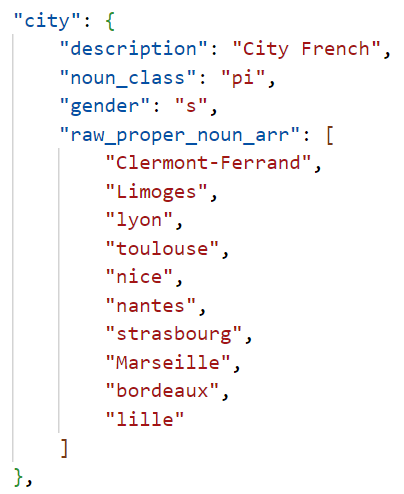 "city": {
"description": "City French",
"noun_class": "pi",
"gender": "s",
"raw_proper_noun_arr": [
"Clermont-Ferrand",
"Limoges",
"lyon",
"toulouse",
"nice",
"nantes",
"strasbourg",
"Marseille",
"bordeaux",
"lille"
]
},